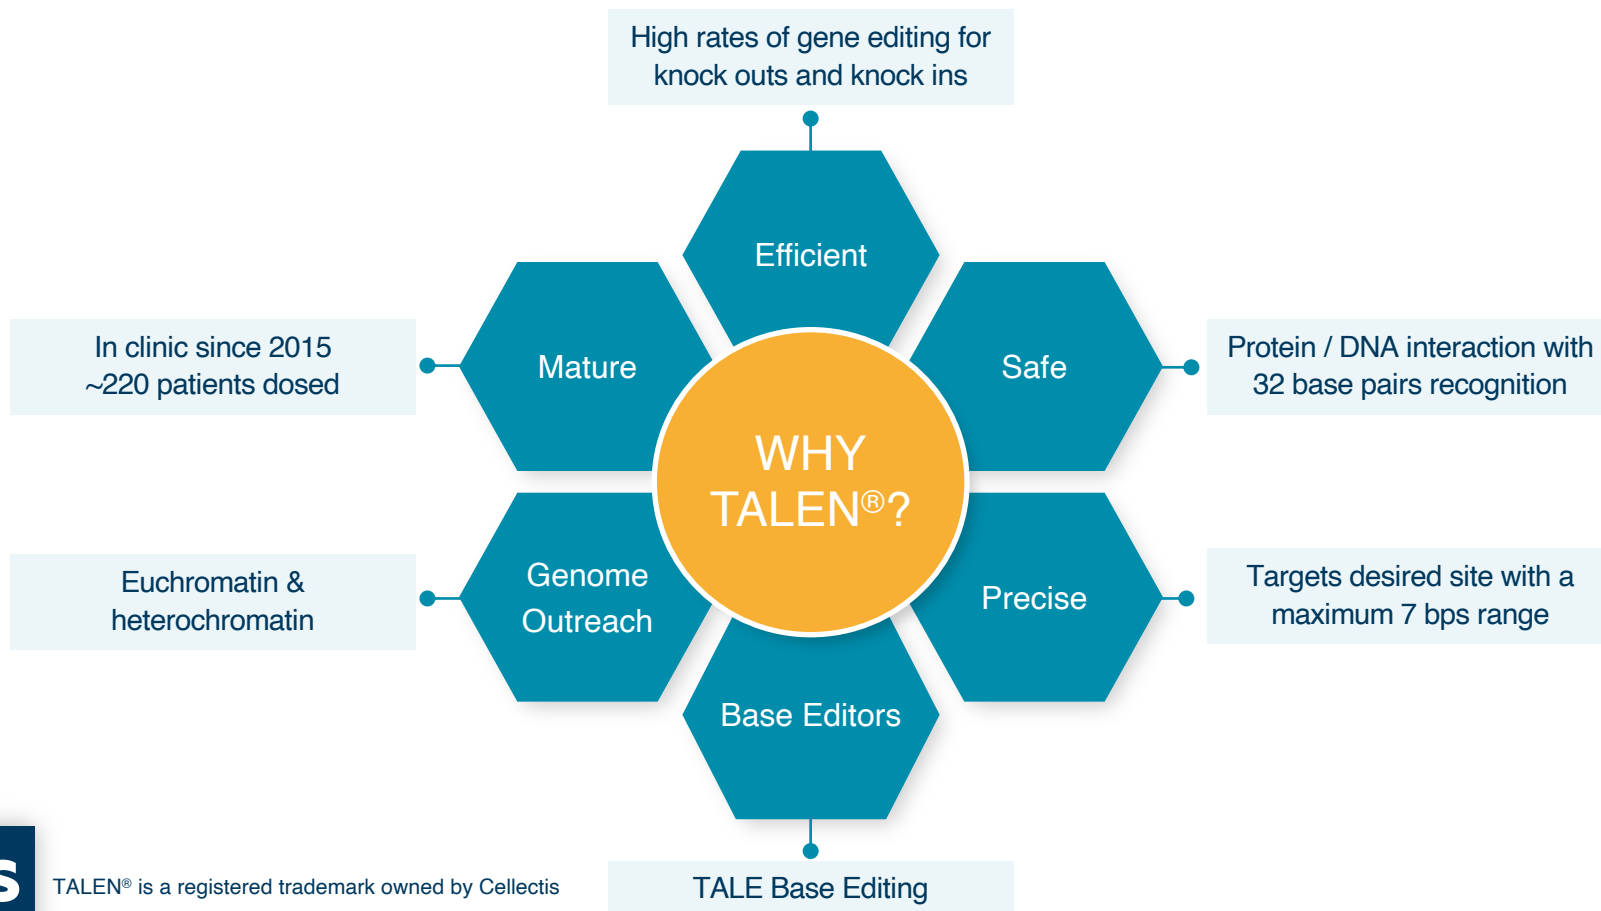 High rates of gene editing for
knock outs and knock ins
Efficient
Mature
Safe
In clinic since 2015
~220 patients dosed
Protein / DNA interaction with
32 base pairs recognition
WHY
TALEN®?
Genome
Outreach
Precise
Euchromatin &
heterochromatin
Targets desired site with a
maximum 7 bps range
Base Editors
TALE Base Editing
s
TALEN® is a registered trademark owned by Cellectis